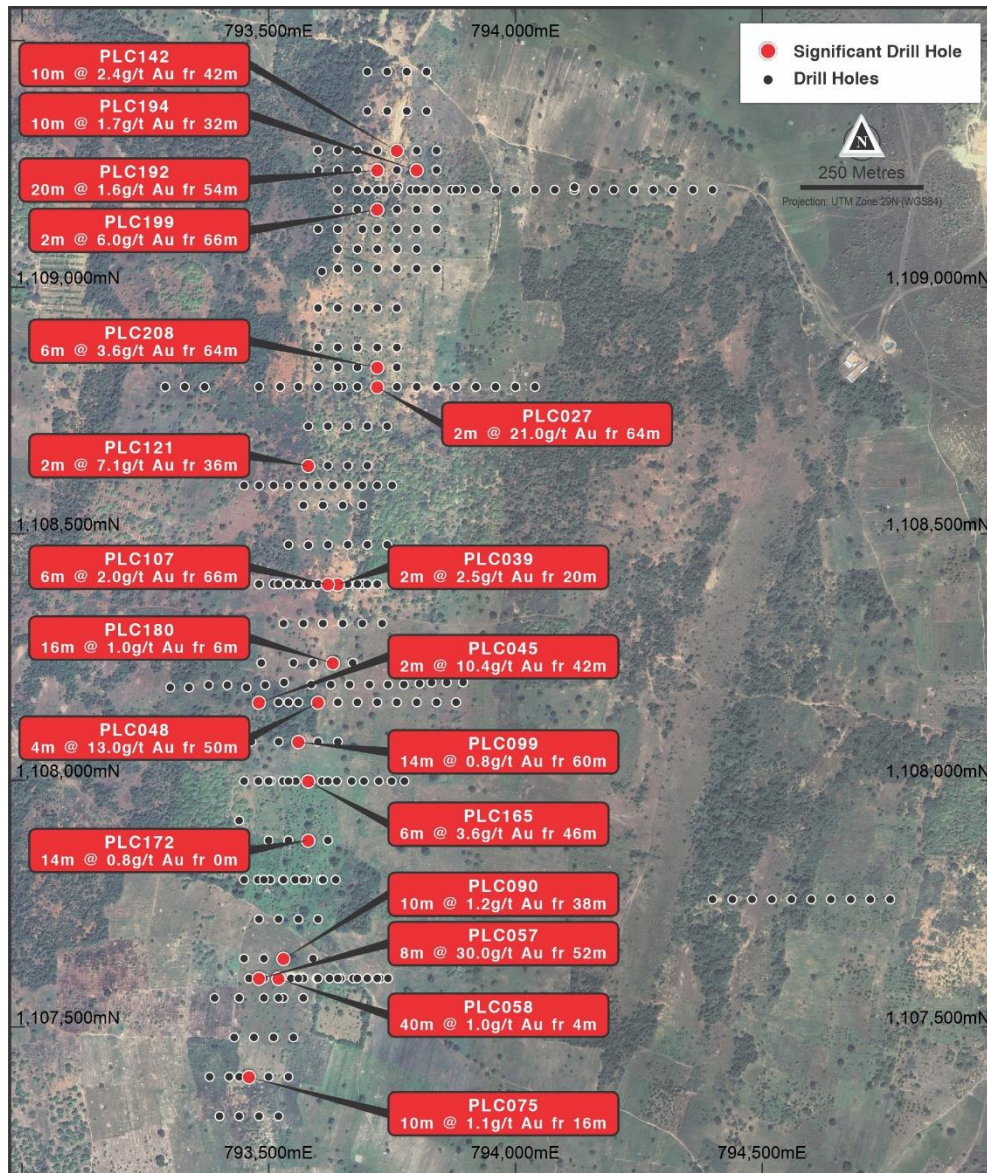 793,500mE
794,000mE
PLC142
10m @ 2.4g/t Au fr 42m
PLC194
10m @ 1.7g/t Au fr 32m
PLC192
20m @ 1.6g/t Au fr 54m
PLC199
2m @ 6.0g/t Au fr 66m
Significant Drill Hole
Drill Holes
N
250 Metres
Projection: UTM Zone 29N (WGS84)
1,109,000mN
1,109,000mN
PLC208
6m @ 3.6g/t Au fr 64m
PLC027
2m @ 21.0g/t Au fr 64m
PLC121
2m @ 7.1g/t Au fr 36m
1,108,500mN
1,108,500mN
PLC107
6m @ 2.0g/t Au fr 66m
PLC039
2m @ 2.5g/t Au fr 20m
PLC180
16m @ 1.0g/t Au fr 6m
PLC045
2m @ 10.4g/t Au fr 42m
PLC048
4m @ 13.0g/t Au fr 50m
PLC099
14m @ 0.8g/t Au fr 60m
1,108,000mN
1,108,000mN
PLC165
6m @ 3.6g/t Au fr 46m
PLC172
14m @ 0.8g/t Au fr 0m
PLC090
10m @ 1.2g/t Au fr 38m
PLC057
8m @ 30.0g/t Au fr 52m
PLC058
40m @ 1.0g/t Au fr 4m
1,107,500mN
1,107,500mN
PLC075
10m @ 1.1g/t Au fr 16m
793,500mE
794,000mE
794,500mE